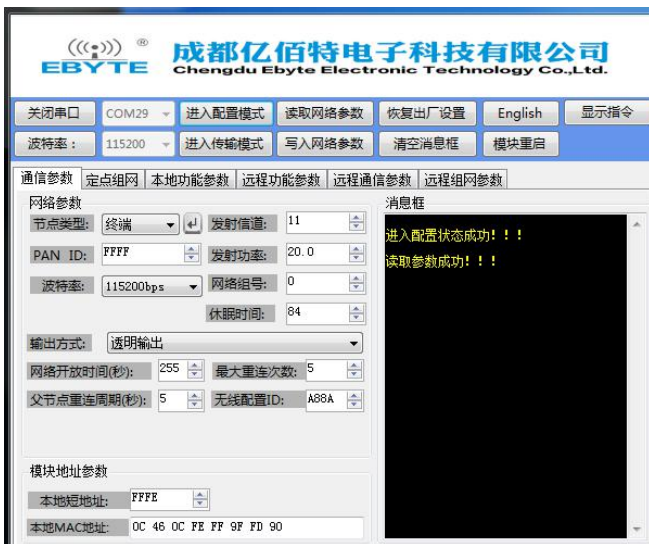 ((( ))) ®
EBYTE
成都亿佰特电子科技有限公司
Chengdu Ebyte Electronic Technology Co.,Ltd.
关闭串口 COM29 进入配置模式 读取网络参数 恢复出厂设置 English 显示指令
波特率: 115200 进入传输模式 写入网络参数 清空消息框 模块重启
通信参数 定点组网 本地功能参数 远程功能参数 远程通信参数 远程组网参数
网络参数 消息框
节点类型: 终端 发射信道: 11
进入配置状态成功!!!
PAN ID: FFFF 发射功率: 20.0
读取参数成功!!!
波特率: 115200bps 网络组号: 0
休眠时间: 84
输出方式: 透明输出
网络开放时间(秒): 255 最大重连次数: 5
父节点重连周期(秒): 5 无线配置ID: A88A
模块地址参数
本地短地址: FFFE
本地MAC地址: 0C 46 0C FE FF 9F FD 90